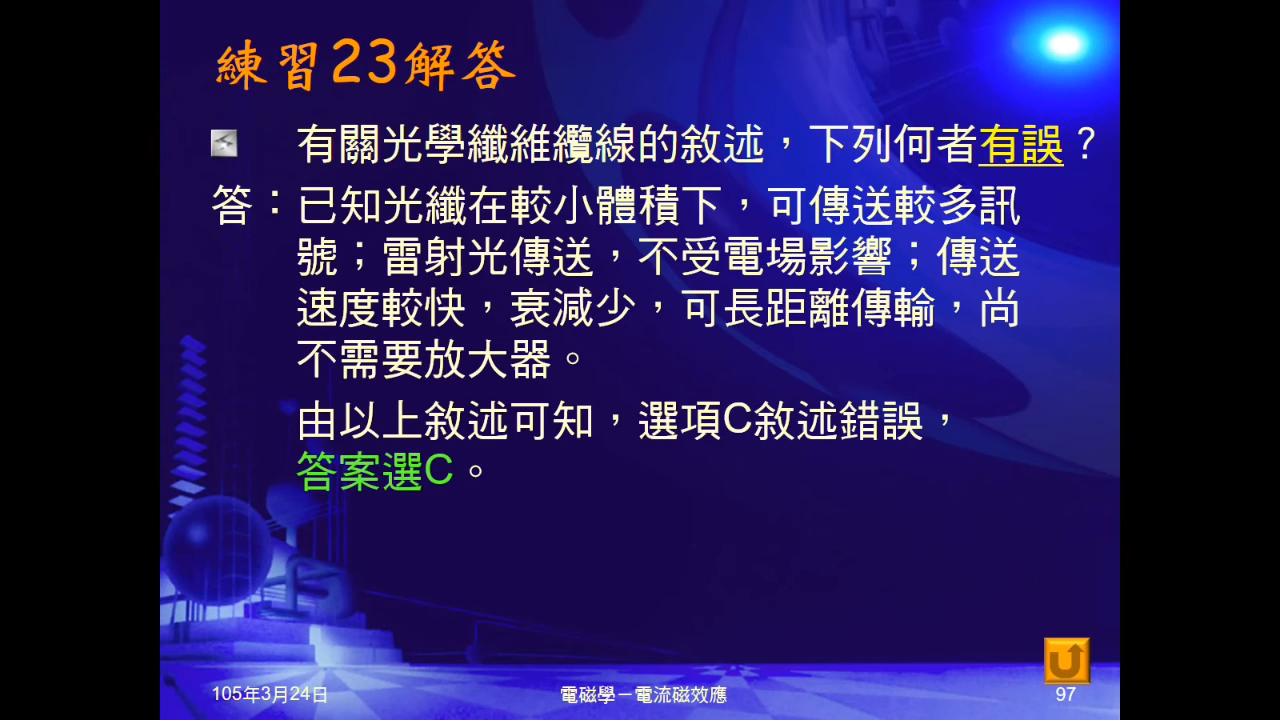 練習23解答
有關光學纖維纜線的敘述，下列何者有誤？
答：已知光纖在較小體積下，可傳送較多訊
號；雷射光傳送，不受電場影響；傳送
速度較快，衰減少，可長距離傳輸，尚
不需要放大器。
由以上敘述可知，選項C敘述錯誤，
答案選C。
105年3月24日
電磁學－電流磁效應
97